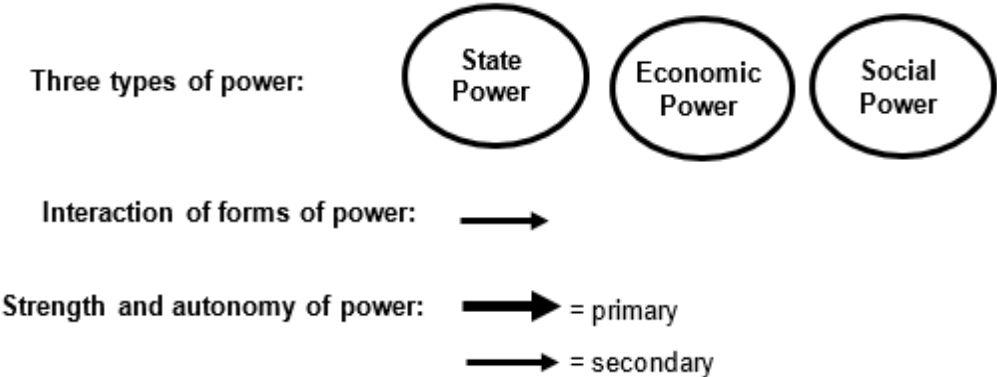 Three types of power:
State
Power
Economic
Power
Social
Power
Interaction of forms of power:
Strength and autonomy of power:
= primary
= secondary